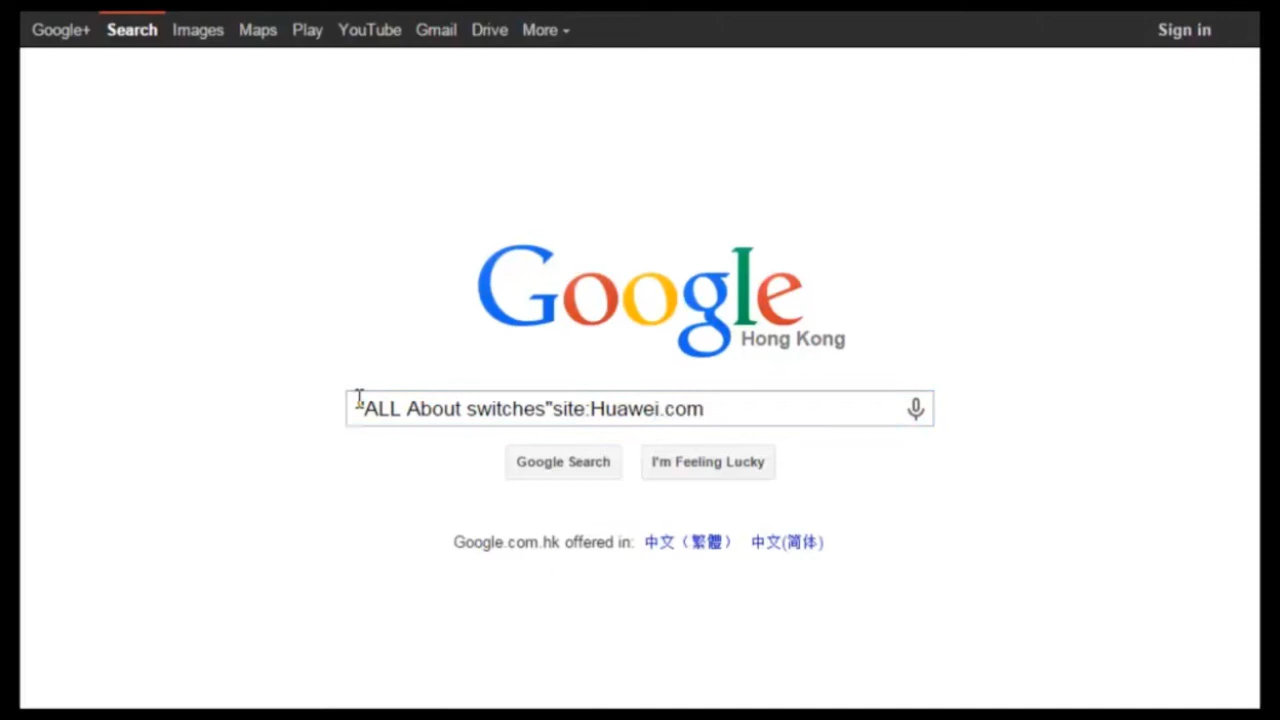 Google+ Search Images Maps Play YouTube Gmail Drive More Sign in
Google
Hong Kong
"ALL About switches"site:Huawei.com
Google Search I'm Feeling Lucky
Google.com.hk offered in: 中文（繁體） 中文(简体)